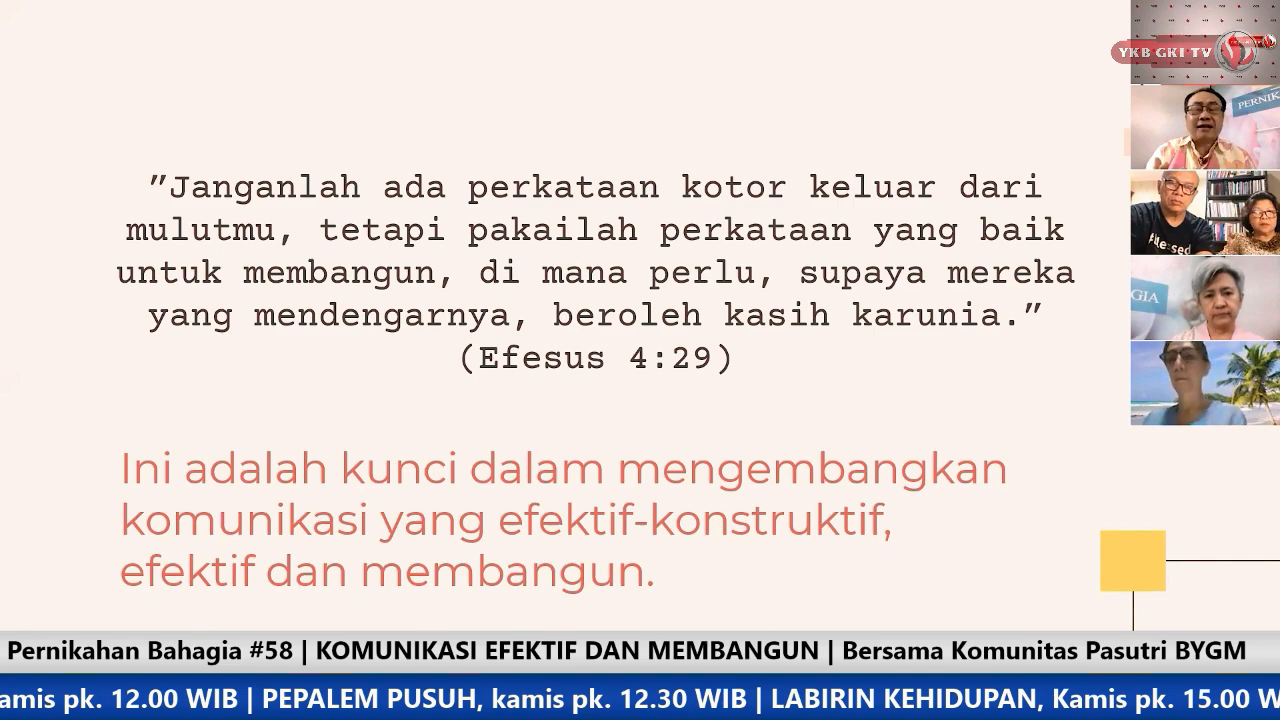 YKB GKI TV
PERNIK
"Janganlah ada perkataan kotor keluar dari
mulutmu, tetapi pakailah perkataan yang baik
untuk membangun, di mana perlu, supaya mereka
yang mendengarnya, beroleh kasih karunia."
(Efesus 4:29)
GIA
Ini adalah kunci dalam mengembangkan
komunikasi yang efektif-konstruktif,
efektif dan membangun.
Pernikahan Bahagia #58 | KOMUNIKASI EFEKTIF DAN MEMBANGUN | Bersama Komunitas Pasutri BYGM
amis pk. 12.00 WIB | PEPALEM PUSUH, kamis pk. 12.30 WIB | LABIRIN KEHIDUPAN, Kamis pk. 15.00 W